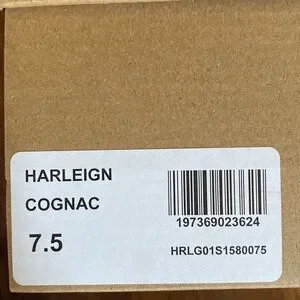 HARLEIGN
COGNAC
7.5
197369023624
HRLG01S1580075